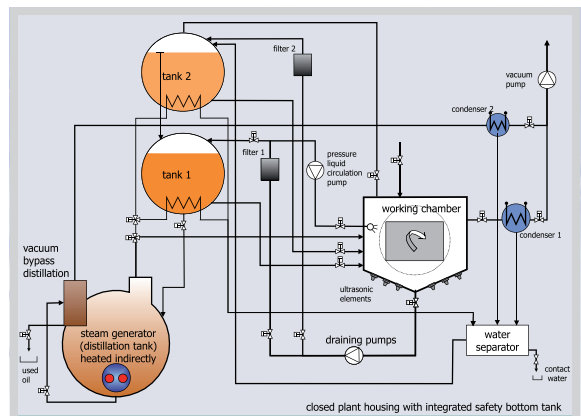 filter 2
tank 2
vacuum
pump
condenser 2
filter 1
tank 1
pressure
liquid
circulation
pump
working chamber
condenser 1
vacuum
bypass
distillation
ultrasonic
elements
steam generator
(distillation tank)
heated indirectly
draining pumps
water
separator
used
oil
contact
water
closed plant housing with integrated safety bottom tank